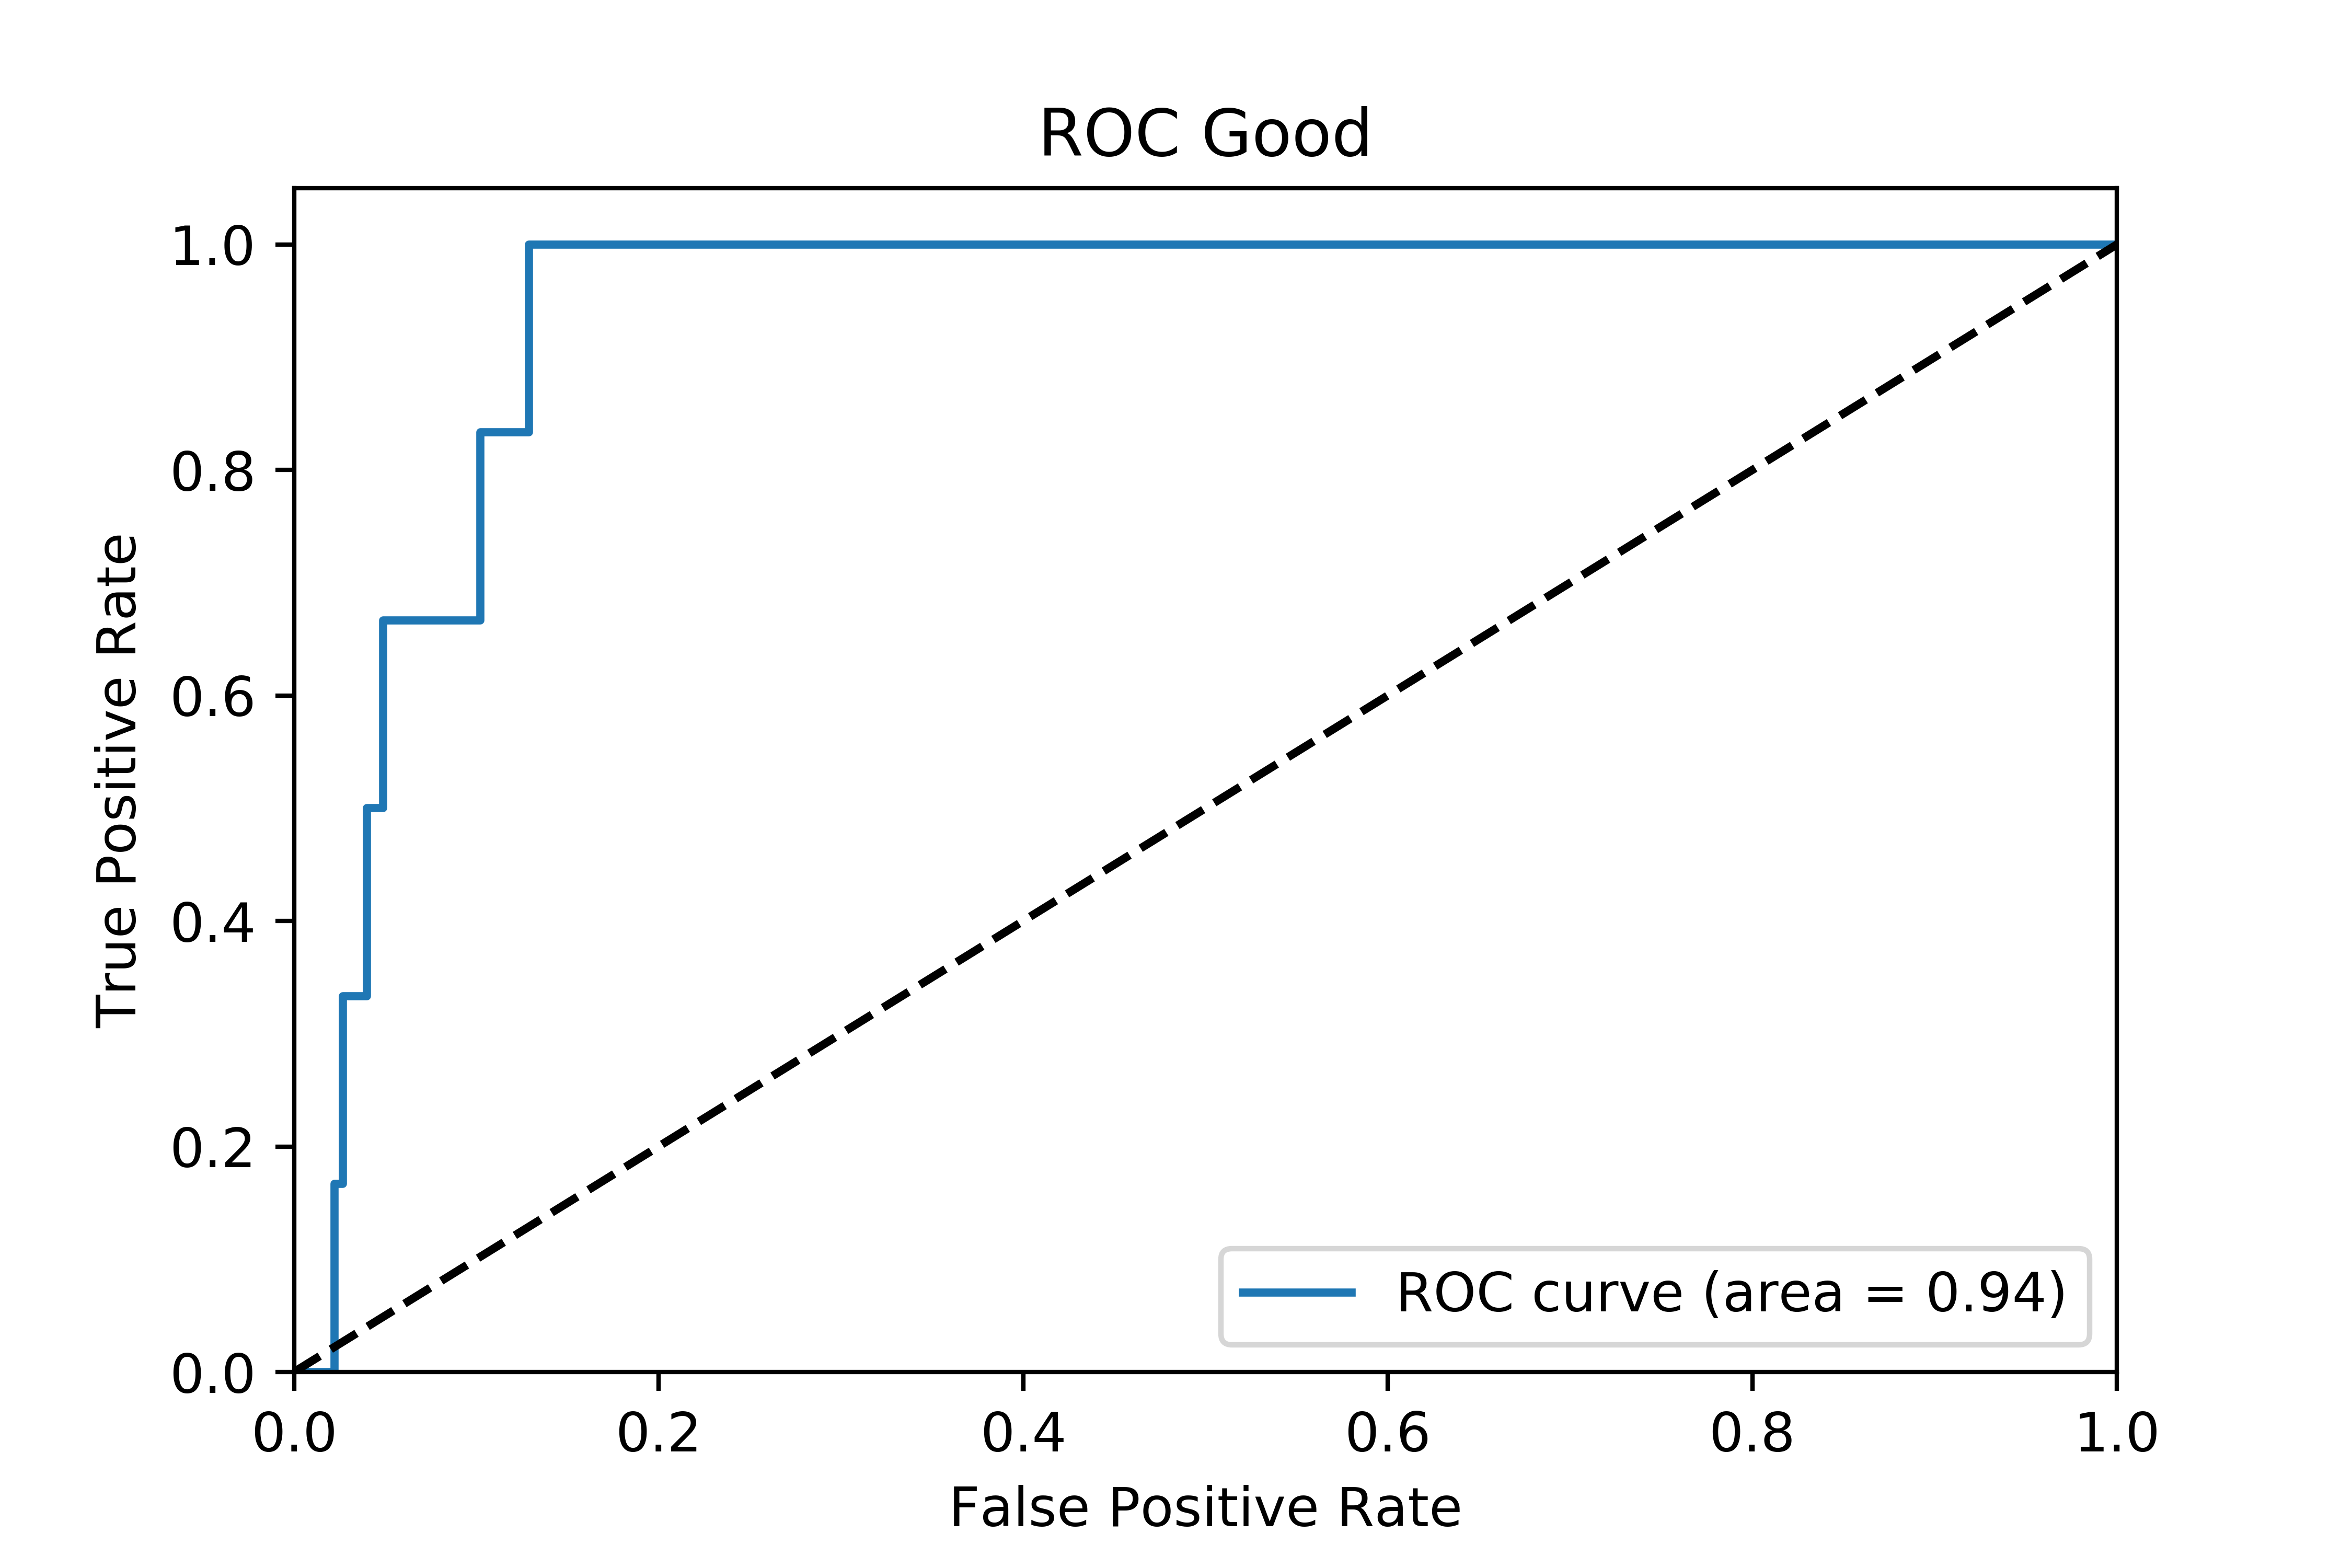 ROC Good
1.0
0.8
0.6
0.4
0.2
0.0
True Positive Rate
ROC curve (area = 0.94)
0.0 0.2 0.4 0.6 0.8 1.0
False Positive Rate